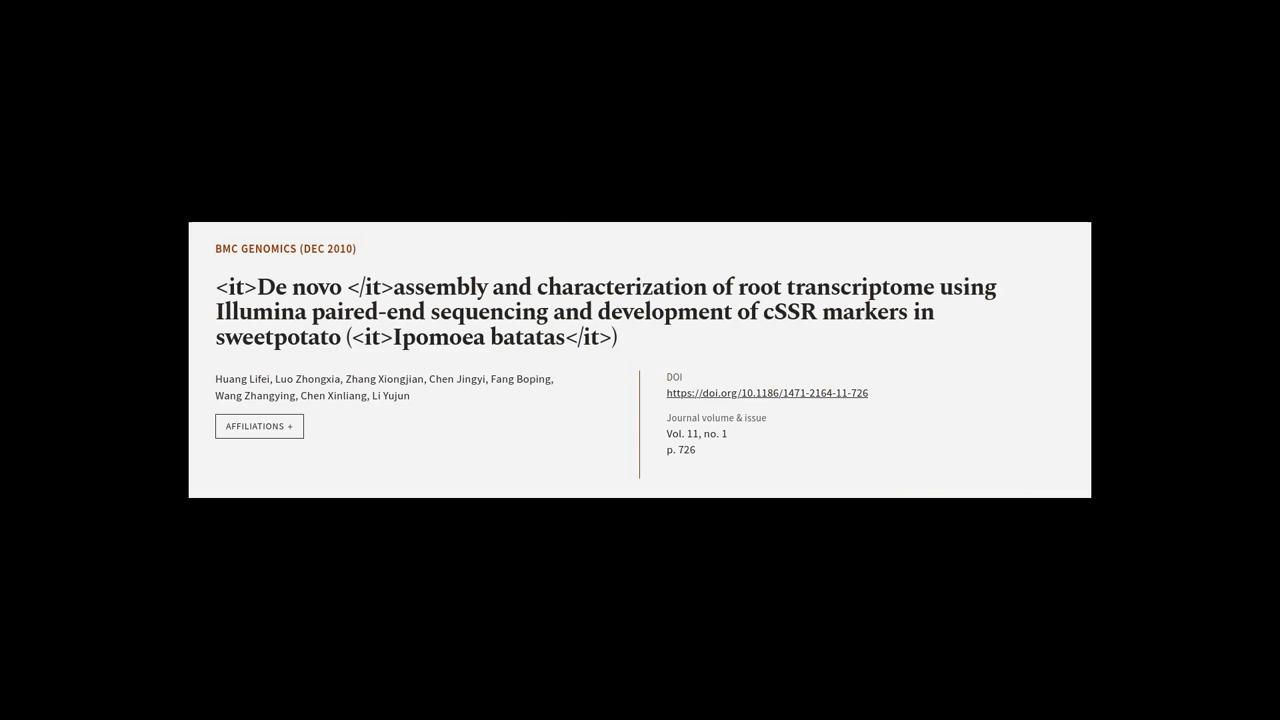 BMC GENOMICS (DEC 2010)
<it>De novo </it>assembly and characterization of root transcriptome using
Illumina paired-end sequencing and development of cSSR markers in
sweetpotato (<it>Ipomoea batatas</it>)
Huang Lifei, Luo Zhongxia, Zhang Xiongjian, Chen Jingyi, Fang Boping,
Wang Zhangying, Chen Xinliang, Li Yujun
AFFILIATIONS +
DOI
https://doi.org/10.1186/1471-2164-11-726
Journal volume & issue
Vol. 11, no. 1
p. 726